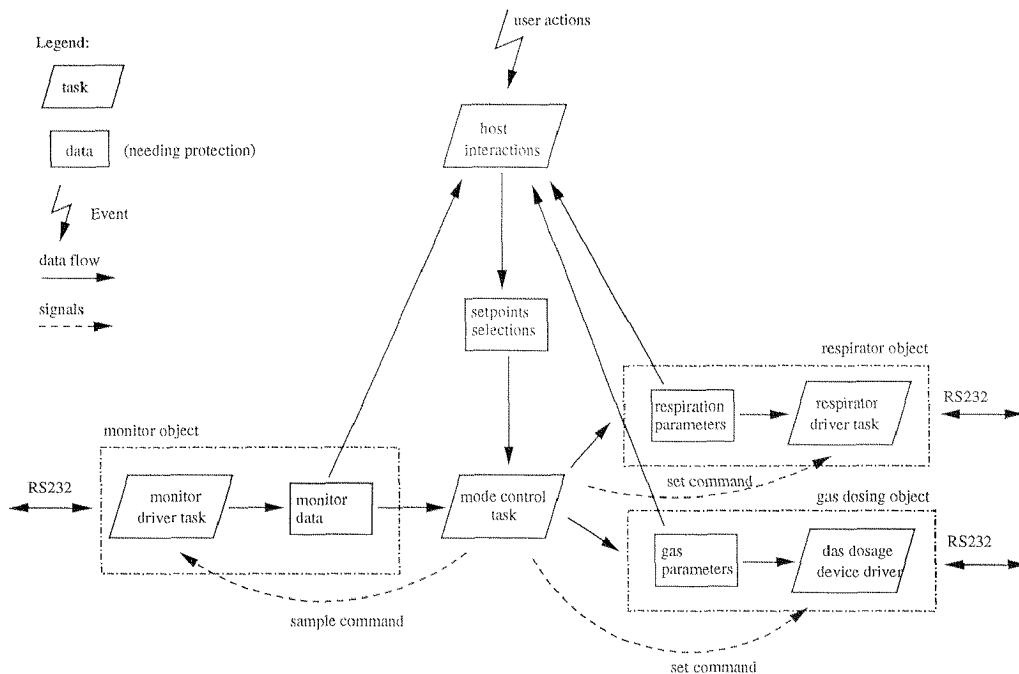 user actions
Legend:
task
data
(needing protection)
Event
data flow
signals
host
interactions
setpoints
selections
respirator object
respiration
parameters
respirator
driver task
RS232
set command
monitor object
RS232
monitor
driver task
monitor
data
mode control
task
sample command
gas dosing object
gas
parameters
das dosage
device driver
RS232
set command